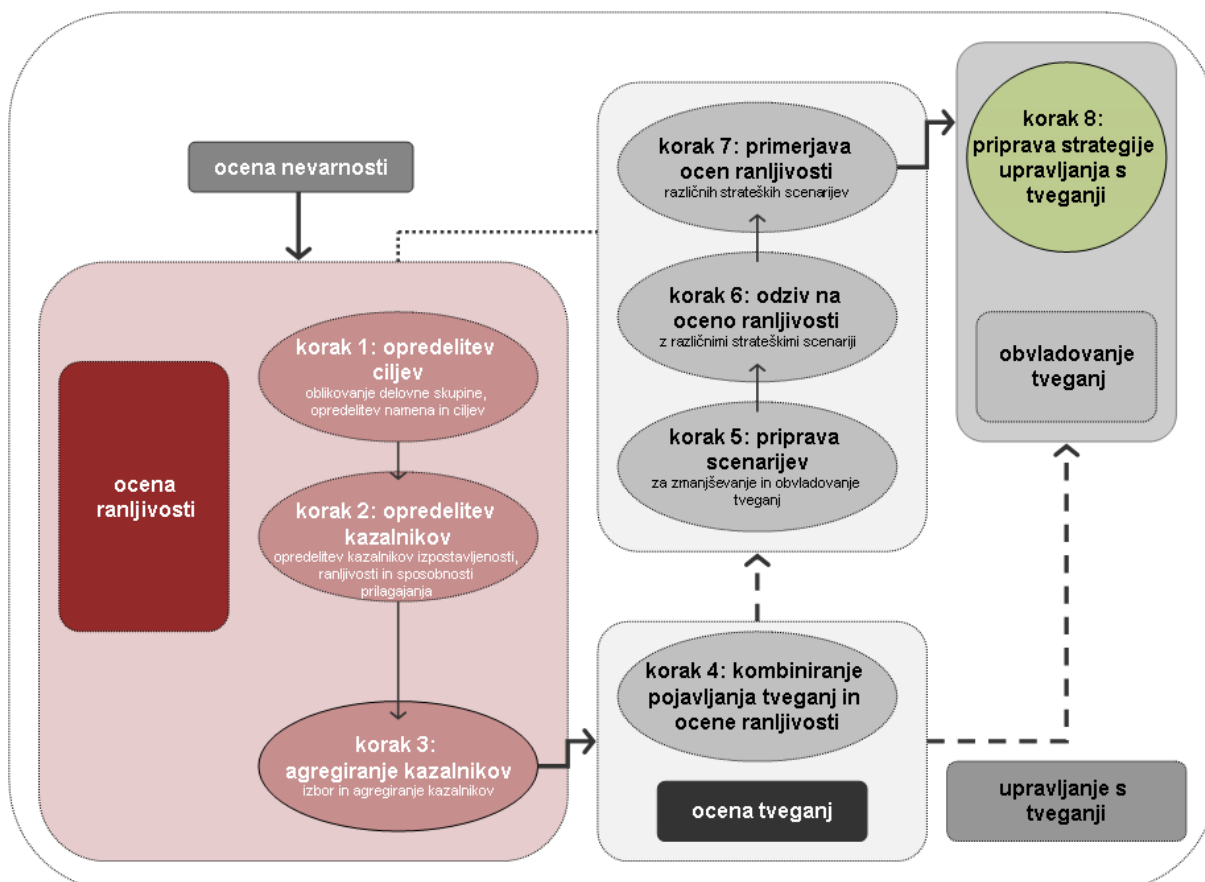 ocena nevarnosti
ocena
ranljivosti
korak 1: opredelitev
ciljev
oblikovanje delovne skupine,
opredelitev namena in ciljev
korak 2: opredelitev
kazalnikov
opredelitev kazalnikov izpostavljenosti,
ranljivosti in sposobnosti
prilagajanja
korak 3:
agregiranje kazalnikov
izbor in agregiranje kazalnikov
korak 4: kombiniranje
pojavljanja tveganj in
ocene ranljivosti
ocena tveganj
korak 5: priprava
scenarijev
za zmanjševanje in obvladovanje
tveganj
korak 6: odziv na
oceno ranljivosti
z različnimi strateškimi scenariji
korak 7: primerjava
ocen ranljivosti
različnih strateških scenarijev
korak 8:
priprava strategije
upravljanja s
tveganji
obvladovanje
tveganj
upravljanje s
tveganji